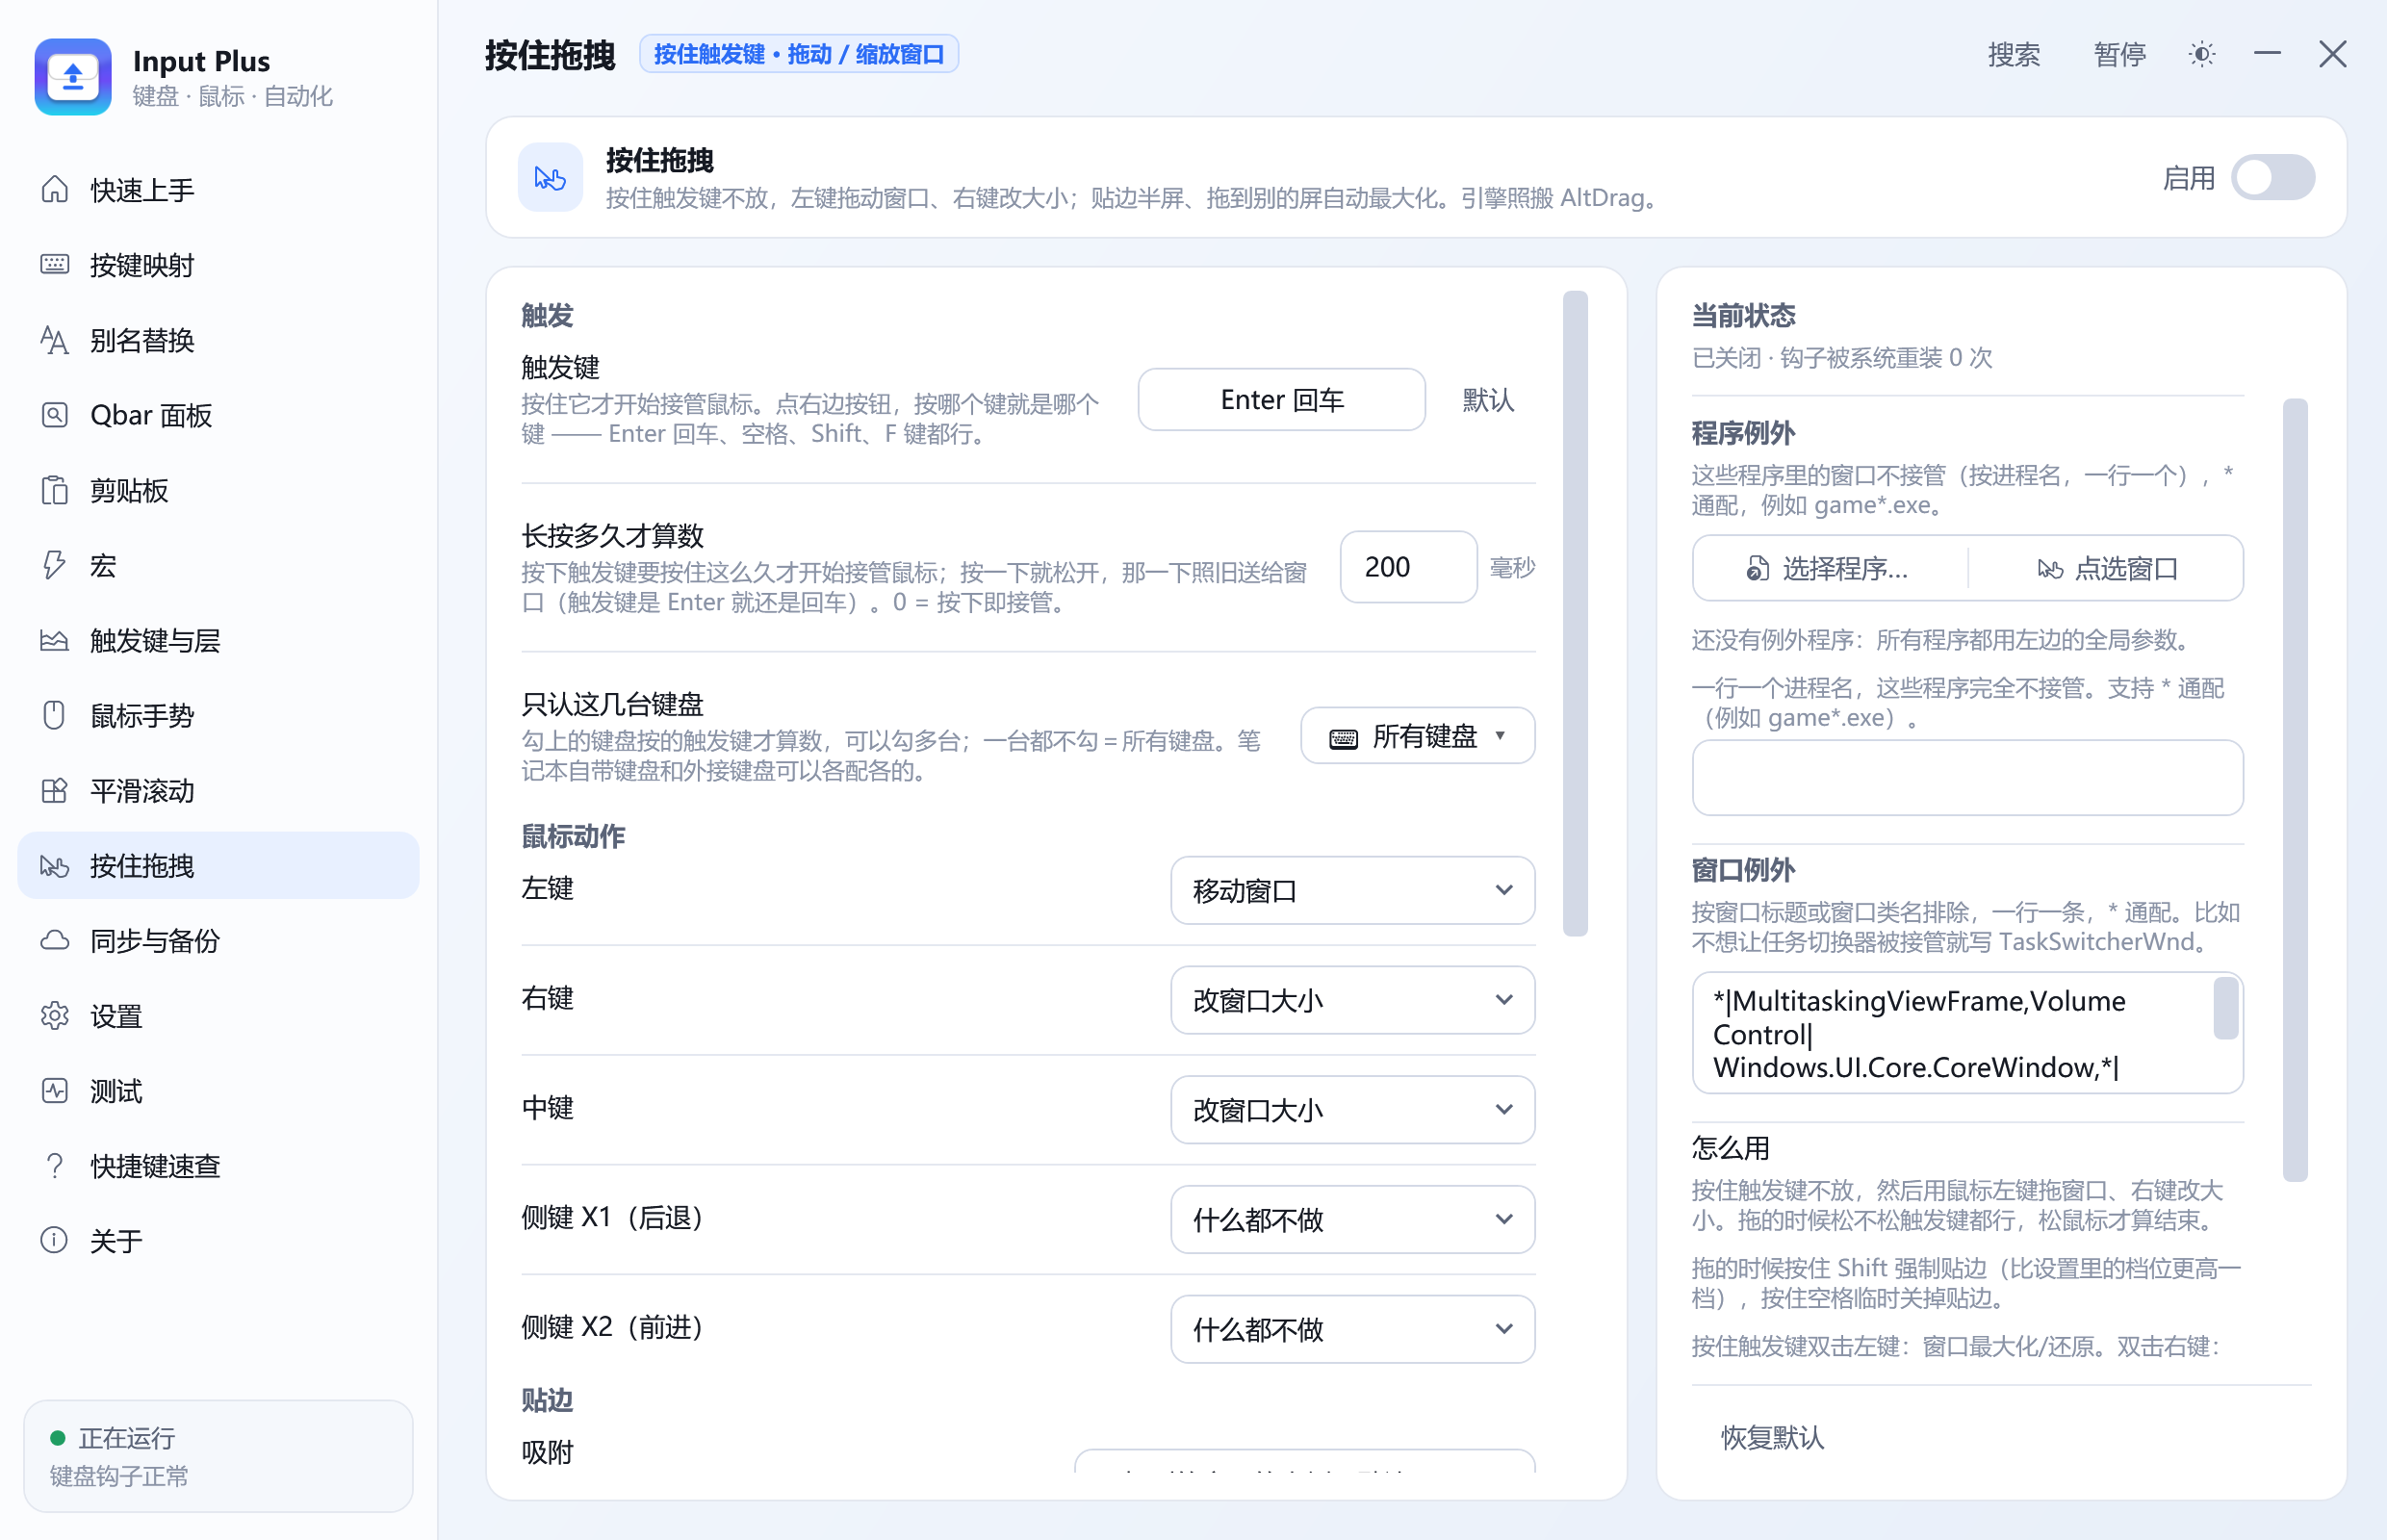 Input Plus
键盘 · 鼠标 · 自动化
快速上手
按键映射
别名替换
Qbar 面板
剪贴板
宏
触发键与层
鼠标手势
平滑滚动
按住拖拽
同步与备份
设置
测试
快捷键速查
关于
正在运行
键盘钩子正常
按住拖拽
按住触发键 • 拖动 / 缩放窗口
搜索
暂停
按住拖拽
按住触发键不放，左键拖动窗口、右键改大小；贴边半屏、拖到别的屏自动最大化。引擎照搬 AltDrag。
启用
触发
触发键
按住它才开始接管鼠标。点右边按钮，按哪个键就是哪个
键 —— Enter 回车、空格、Shift、F 键都行。
Enter 回车
默认
长按多久才算数
按下触发键要按住这么久才开始接管鼠标；按一下就松开，那一下照旧送给窗
口（触发键是 Enter 就还是回车）。0 = 按下即接管。
200
毫秒
只认这几台键盘
勾上的键盘按的触发键才算数，可以勾多台；一台都不勾 = 所有键盘。笔
记本自带键盘和外接键盘可以各配各的。
所有键盘
鼠标动作
左键
移动窗口
右键
改窗口大小
中键
改窗口大小
侧键 X1（后退）
什么都不做
侧键 X2（前进）
什么都不做
贴边
吸附
当前状态
已关闭 · 钩子被系统重装 0 次
程序例外
这些程序里的窗口不接管（按进程名，一行一个），*
通配，例如 game*.exe。
选择程序...
点选窗口
还没有例外程序：所有程序都用左边的全局参数。
一行一个进程名，这些程序完全不接管。支持 * 通配
（例如 game*.exe）。
窗口例外
按窗口标题或窗口类名排除，一行一条，* 通配。比如
不想让任务切换器被接管就写 TaskSwitcherWnd。
*|MultitaskingViewFrame,Volume
Control|
Windows.UI.Core.CoreWindow,*|
怎么用
按住触发键不放，然后用鼠标左键拖窗口、右键改大
小。拖的时候松不松触发键都行，松鼠标才算结束。
拖的时候按住 Shift 强制贴边（比设置里的档位更高一
档），按住空格临时关掉贴边。
按住触发键双击左键：窗口最大化/还原。双击右键：
恢复默认